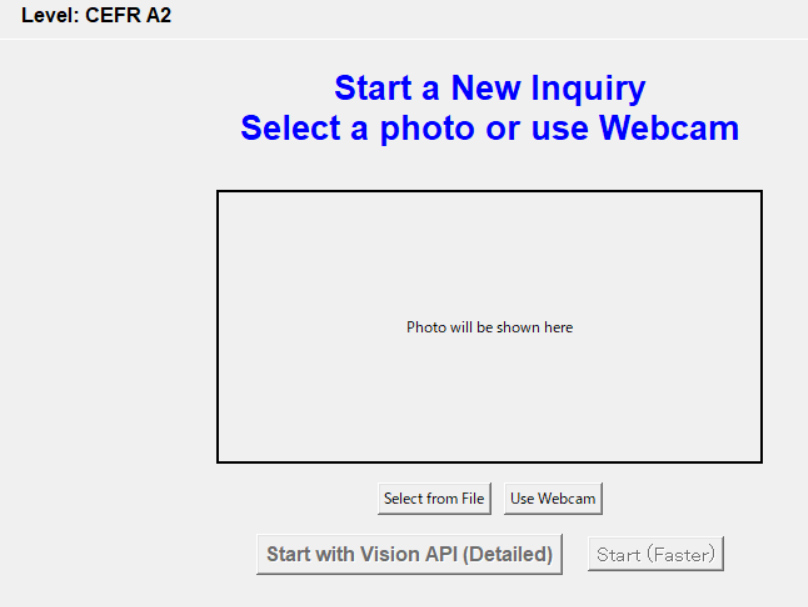 Level: CEFR A2
Start a New Inquiry
Select a photo or use Webcam
Photo will be shown here
Select from File
Use Webcam
Start with Vision API (Detailed)
Start (Faster)